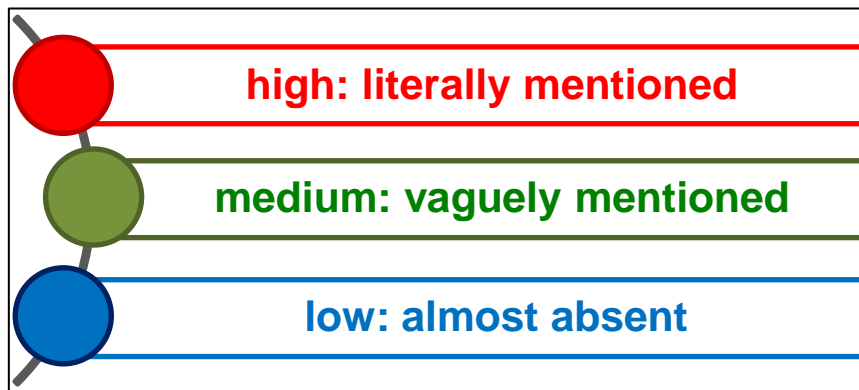 high: literally mentioned
medium: vaguely mentioned
low: almost absent